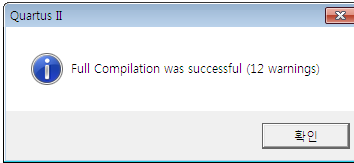 Quartus II
Full Compilation was successful (12 warnings)
확인